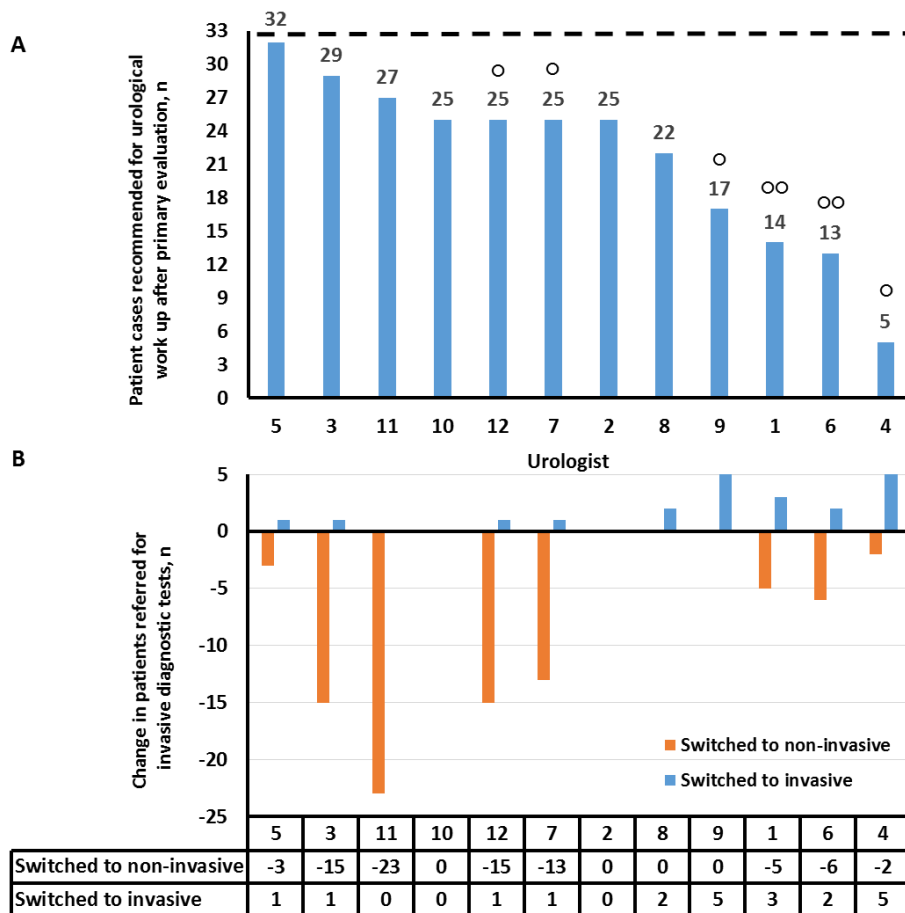 A
Patient cases recommended for urological
work up after primary evaluation, n
33
30
27
24
21
18
15
12
9
6
3
0
32
29
27
25
25
25
25
22
17
14
13
5
5 3 11 10 12 7 2 8 9 1 6 4
Urologist
B
Change in patients referred for
invasive diagnostic tests, n
5
0
-5
-10
-15
-20
-25
Switched to non-invasive
Switched to invasive
5 3 11 10 12 7 2 8 9 1 6 4
Switched to non-invasive -3 -15 -23 0 -15 -13 0 0 0 -5 -6 -2
Switched to invasive 1 1 0 0 1 1 0 2 5 3 2 5